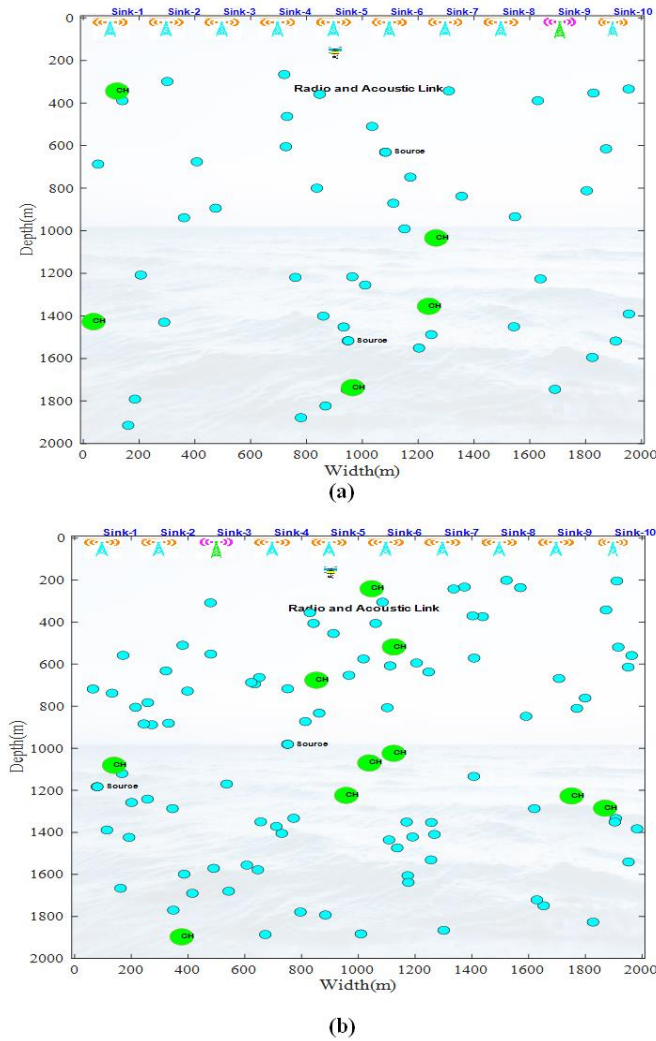 Sink-1 Sink-2 Sink-3 Sink-4 Sink-5 Sink-6 Sink-7 Sink-8 Sink-9 Sink-10
0
200
Radio and Acoustic Link
CH
400
Source
600
800
Depth(m)
1000
CH
1200
CH
1400
CH
Source
1600
CH
1800
2000
0 200 400 600 800 1000 1200 1400 1600 1800 2000
Width(m)
(a)
Sink-1 Sink-2 Sink-3 Sink-4 Sink-5 Sink-6 Sink-7 Sink-8 Sink-9 Sink-10
0
200
CH
Radio and Acoustic Link
400
CH
600
CH
800
Depth(m)
Source
1000
CH
CH CH
Source
1200
CH CH
CH
1400
1600
1800
CH
2000
0 200 400 600 800 1000 1200 1400 1600 1800 2000
Width(m)
(b)